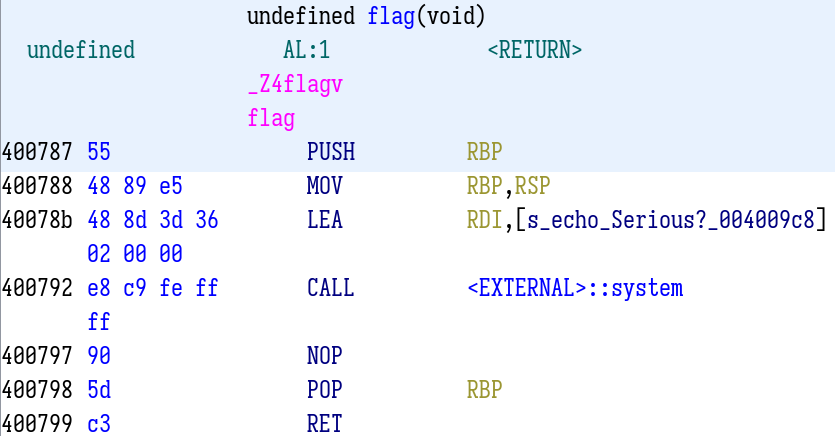 undefined flag(void)
undefined AL:1 <RETURN>
_Z4flagv
flag
400787 55 PUSH RBP
400788 48 89 e5 MOV RBP,RSP
40078b 48 8d 3d 36 LEA RDI,[s_echo_Serious?_004009c8]
02 00 00
400792 e8 c9 fe ff CALL <EXTERNAL>::system
ff
400797 90 NOP
400798 5d POP RBP
400799 c3 RET